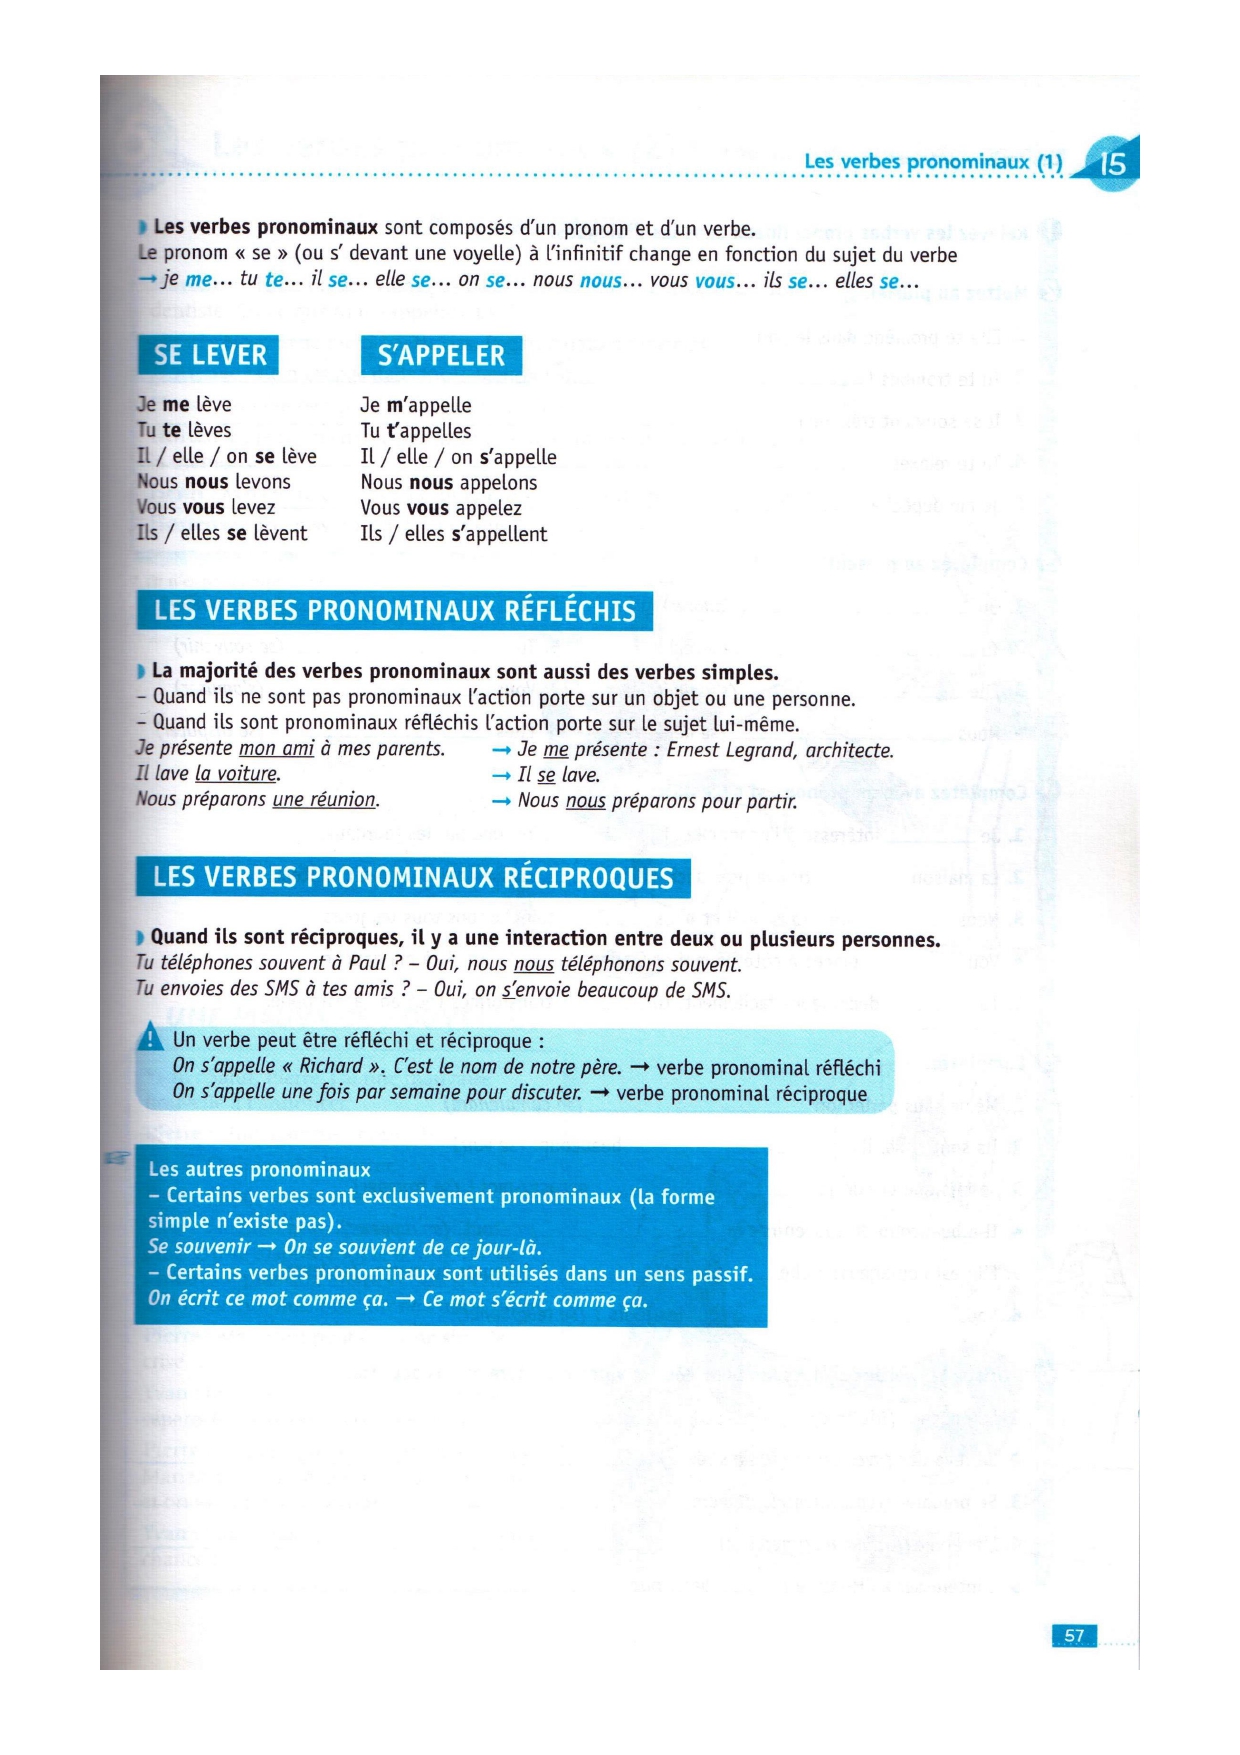 Les verbes pronominaux (1) 15
Les verbes pronominaux sont composés d'un pronom et d'un verbe.
Le pronom « se » (ou s' devant une voyelle) à l'infinitif change en fonction du sujet du verbe
→ je me... tu te... il se... elle se... on se... nous nous... vous vous... ils se... elles se...
SE LEVER S'APPELER
Je me lève Je m'appelle
Tu te lèves Tu t'appelles
Il / elle / on se lève Il / elle / on s'appelle
Nous nous levons Nous nous appelons
Vous vous levez Vous vous appelez
Ils / elles se lèvent Ils / elles s'appellent
LES VERBES PRONOMINAUX RÉFLÉCHIS
La majorité des verbes pronominaux sont aussi des verbes simples.
– Quand ils ne sont pas pronominaux l'action porte sur un objet ou une personne.
– Quand ils sont pronominaux réfléchis l'action porte sur le sujet lui-même.
Je présente mon ami à mes parents. → Je me présente : Ernest Legrand, architecte.
Il lave la voiture. → Il se lave.
Nous préparons une réunion. → Nous nous préparons pour partir.
LES VERBES PRONOMINAUX RÉCIPROQUES
Quand ils sont réciproques, il y a une interaction entre deux ou plusieurs personnes.
Tu téléphones souvent à Paul ? – Oui, nous nous téléphonons souvent.
Tu envoies des SMS à tes amis ? – Oui, on s'envoie beaucoup de SMS.
! Un verbe peut être réfléchi et réciproque :
On s'appelle « Richard ». C'est le nom de notre père. → verbe pronominal réfléchi
On s'appelle une fois par semaine pour discuter. → verbe pronominal réciproque
Les autres pronominaux
– Certains verbes sont exclusivement pronominaux (la forme
simple n'existe pas).
Se souvenir → On se souvient de ce jour-là.
– Certains verbes pronominaux sont utilisés dans un sens passif.
On écrit ce mot comme ça. → Ce mot s'écrit comme ça.
57